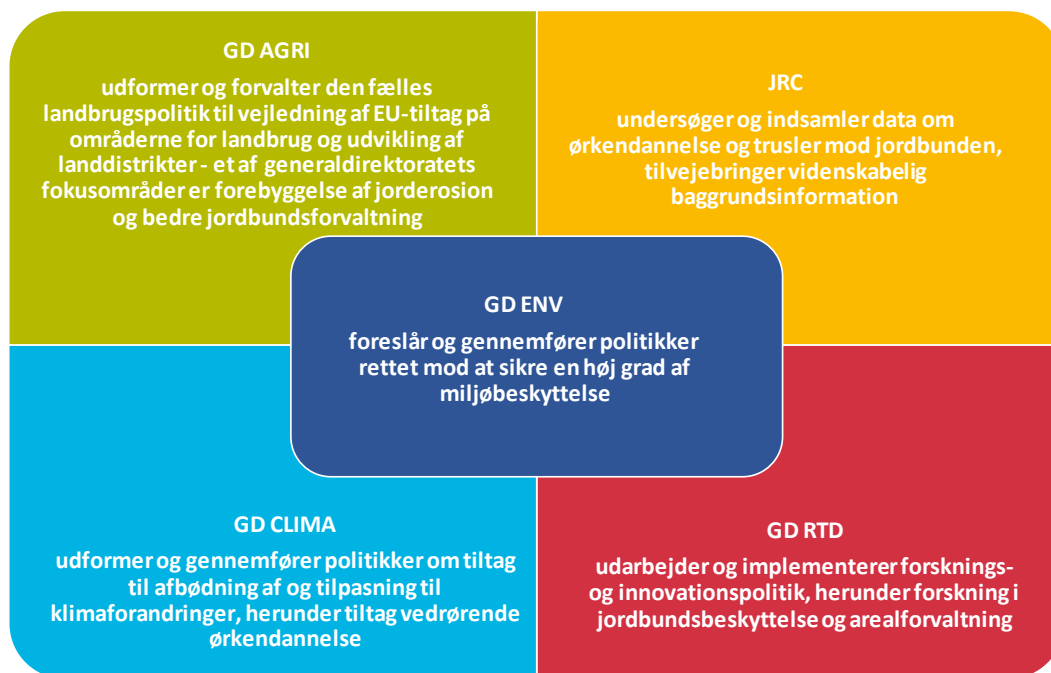 GD AGRI
udformer og forvalter den fælles
landbrugspolitik til vejledning af EU-tiltag på
områderne for landbrug og udvikling af
landdistrikter - et af generaldirektoratets
fokusområder er forebyggelse af jorderosion
og bedre jordbundsforvaltning
JRC
undersøger og indsamler data om
ørkendannelse og trusler mod jordbunden,
tilvejebringer videnskabelig
baggrundsinformation
GD ENV
foreslår og gennemfører politikker
rettet mod at sikre en høj grad af
miljøbeskyttelse
GD CLIMA
udformer og gennemfører politikker om tiltag
til afbødning af og tilpasning til
klimaforandringer, herunder tiltag vedrørende
ørkendannelse
GD RTD
udarbejder og implementerer forsknings-
og innovationspolitik, herunder forskning i
jordbundsbeskyttelse og arealforvaltning